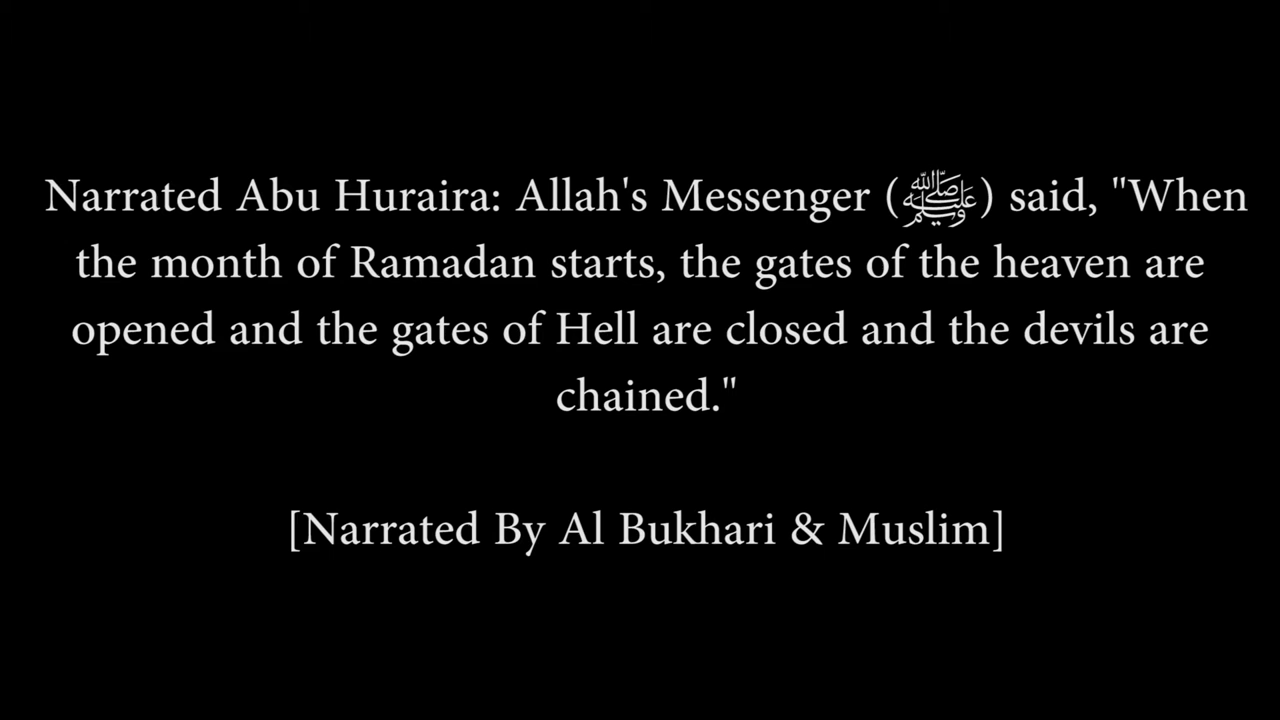 Narrated Abu Huraira: Allah's Messenger (ﷺ) said, "When
the month of Ramadan starts, the gates of the heaven are
opened and the gates of Hell are closed and the devils are
chained."
[Narrated By Al Bukhari & Muslim]